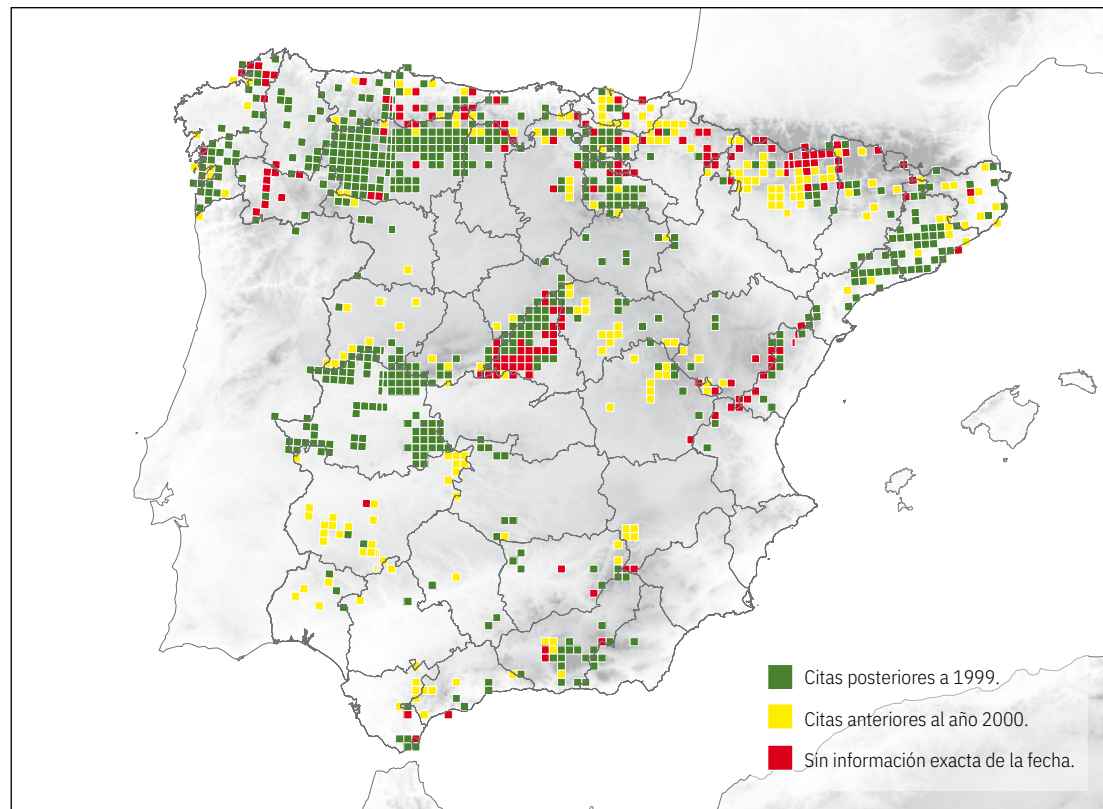 Citas posteriores a 1999.
Citas anteriores al año 2000.
Sin información exacta de la fecha.